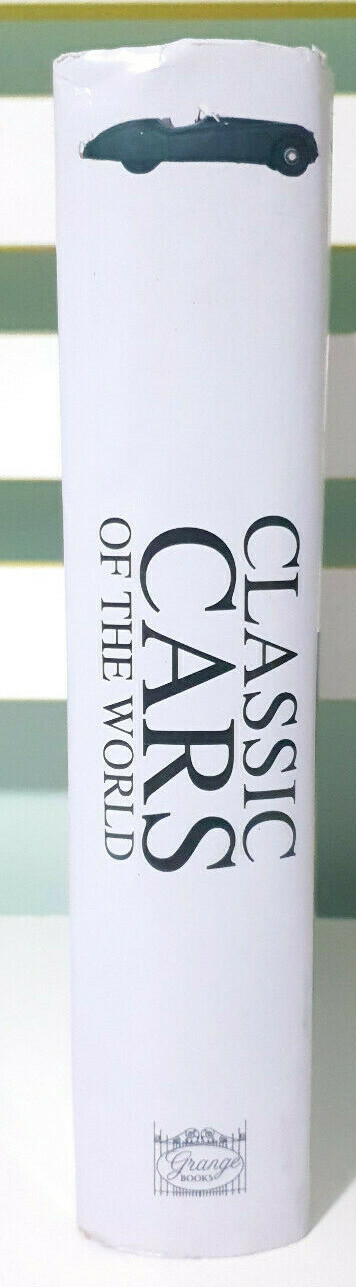 CLASSIC
CARS
OF THE WORLD
Grange
BOOKS